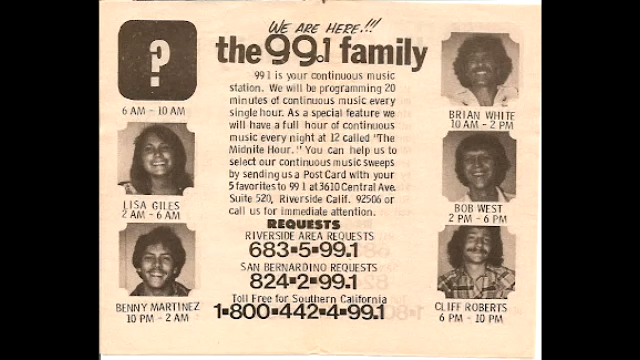 WE ARE HERE!!!
the 99.1 family
?
6 AM - 10 AM
LISA GILES
2 AM - 6 AM
BENNY MARTINEZ
10 PM - 2 AM
99.1 is your continuous music
station. We will be programming 20
minutes of continuous music every
single hour. As a special feature we
will have a full hour of continuous
music every night at 12 called "The
Midnite Hour." You can help us to
select our continuous music sweeps
by sending us a Post Card with your
5 favorites to 99.1 at 3610 Central Ave.
Suite 520, Riverside Calif. 92506 or
call us for immediate attention.
REQUESTS
RIVERSIDE AREA REQUESTS
683•5•99.1
SAN BERNARDINO REQUESTS
824•2•99.1
Toll Free for Southern California
1-800-442-4-99.1
BRIAN WHITE
10 AM - 2 PM
BOB WEST
2 PM - 6 PM
CLIFF ROBERTS
6 PM - 10 PM